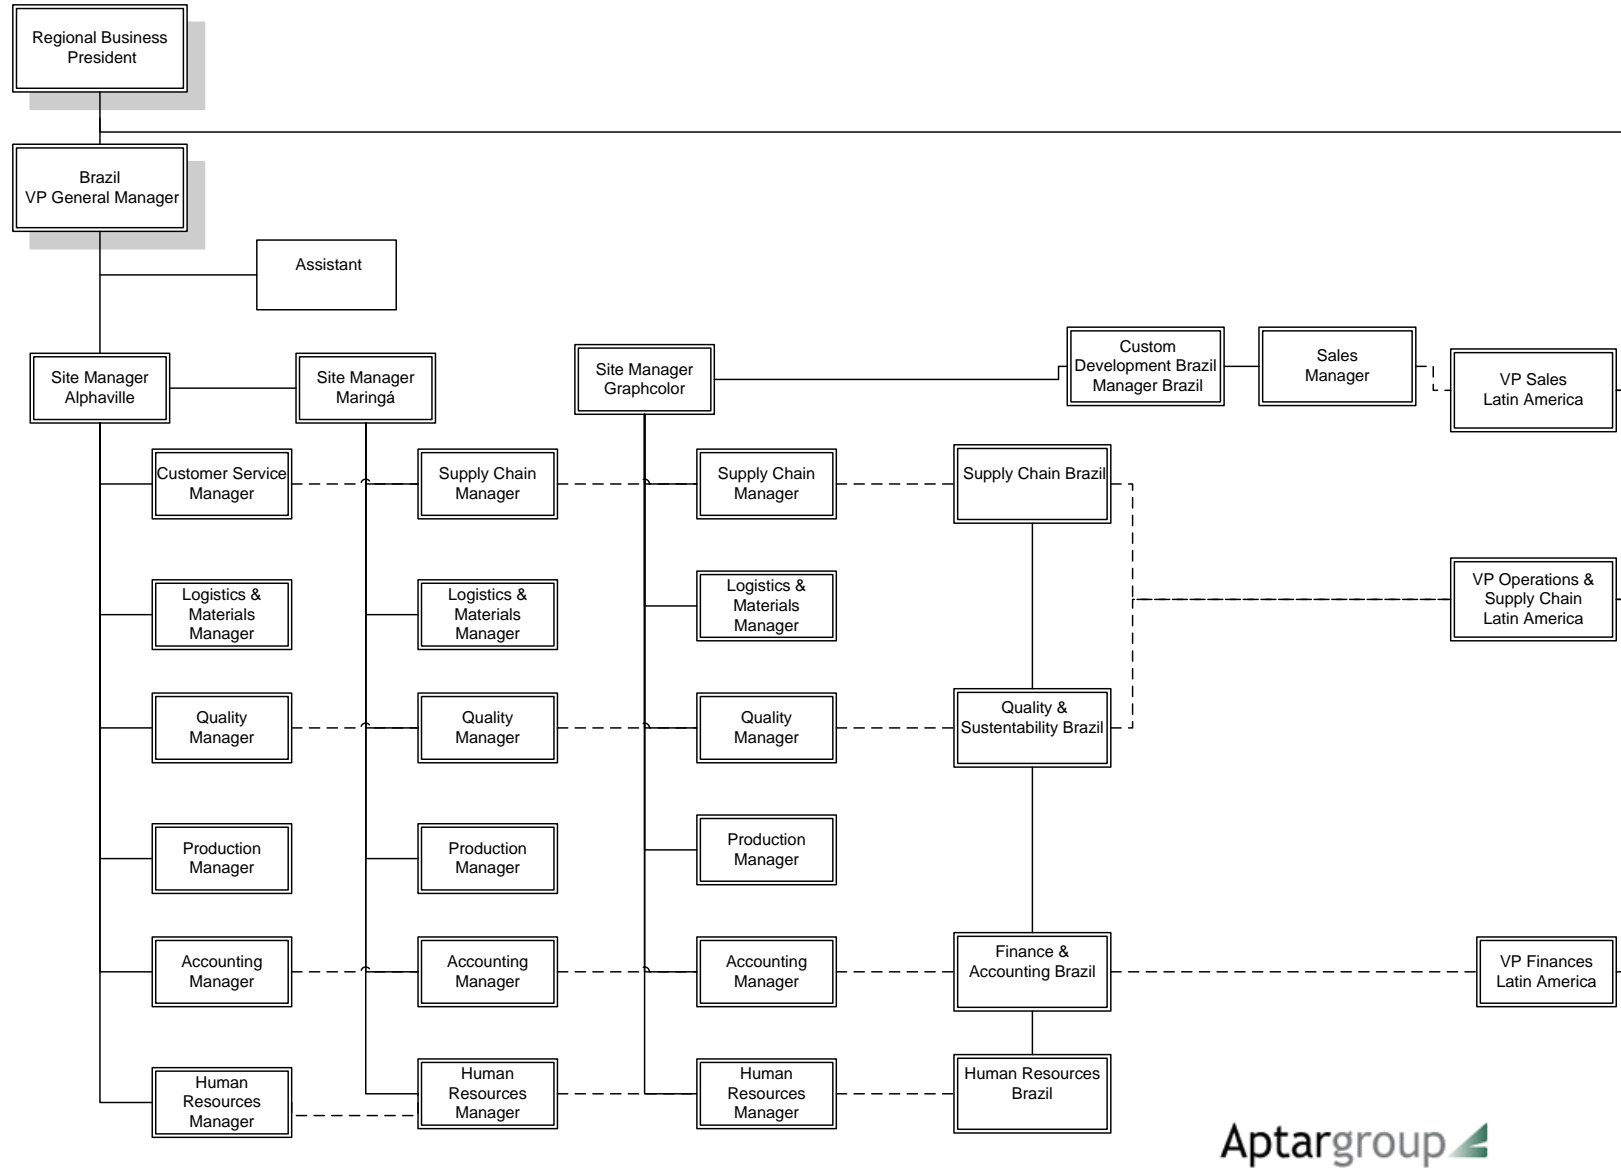 Regional Business
President
Brazil
VP General Manager
Assistant
Site Manager
Alphaville
Site Manager
Maringá
Site Manager
Graphcolor
Custom
Development Brazil
Manager Brazil
Sales
Manager
VP Sales
Latin America
Customer Service
Manager
Supply Chain
Manager
Supply Chain
Manager
Supply Chain Brazil
Logistics &
Materials
Manager
Logistics &
Materials
Manager
Logistics &
Materials
Manager
VP Operations &
Supply Chain
Latin America
Quality
Manager
Quality
Manager
Quality
Manager
Quality &
Sustentability Brazil
Production
Manager
Production
Manager
Production
Manager
Accounting
Manager
Accounting
Manager
Accounting
Manager
Finance &
Accounting Brazil
VP Finances
Latin America
Human
Resources
Manager
Human
Resources
Manager
Human
Resources
Manager
Human Resources
Brazil
Aptargroup